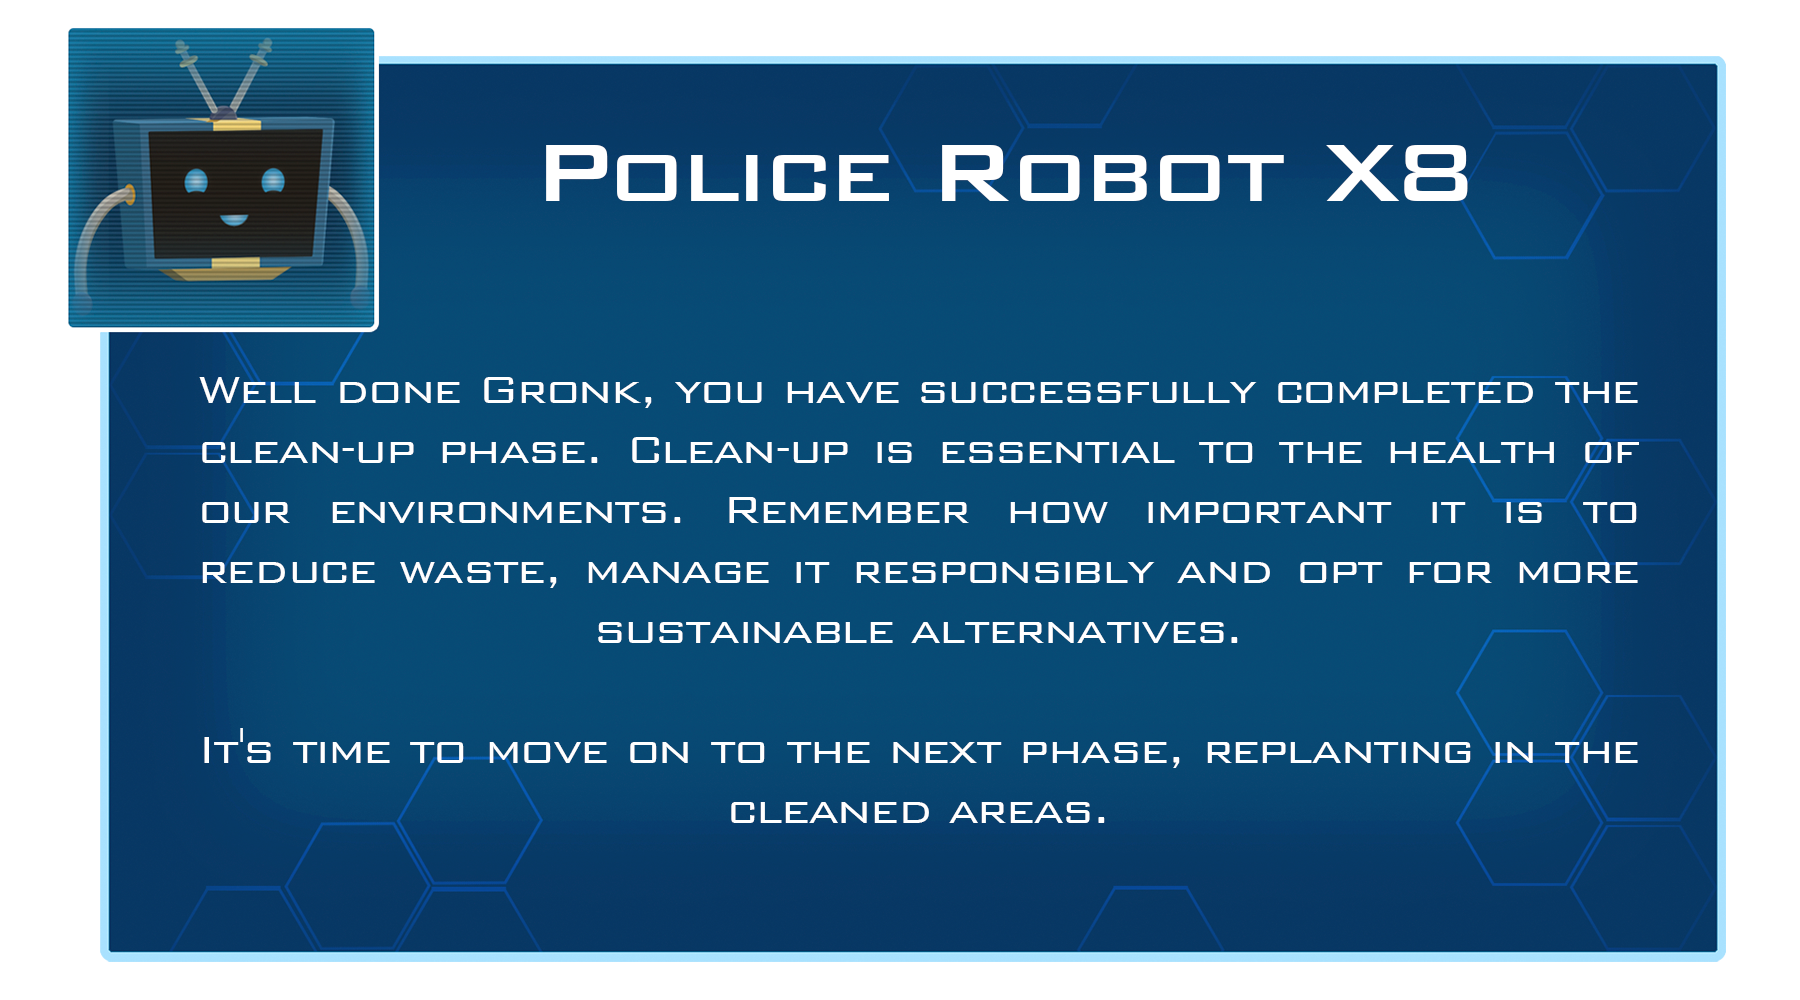 Police Robot X8
Well done Gronk, you have successfully completed the
clean-up phase. Clean-up is essential to the health of
our environments. Remember how important it is to
reduce waste, manage it responsibly and opt for more
sustainable alternatives.
It's time to move on to the next phase, replanting in the
cleaned areas.